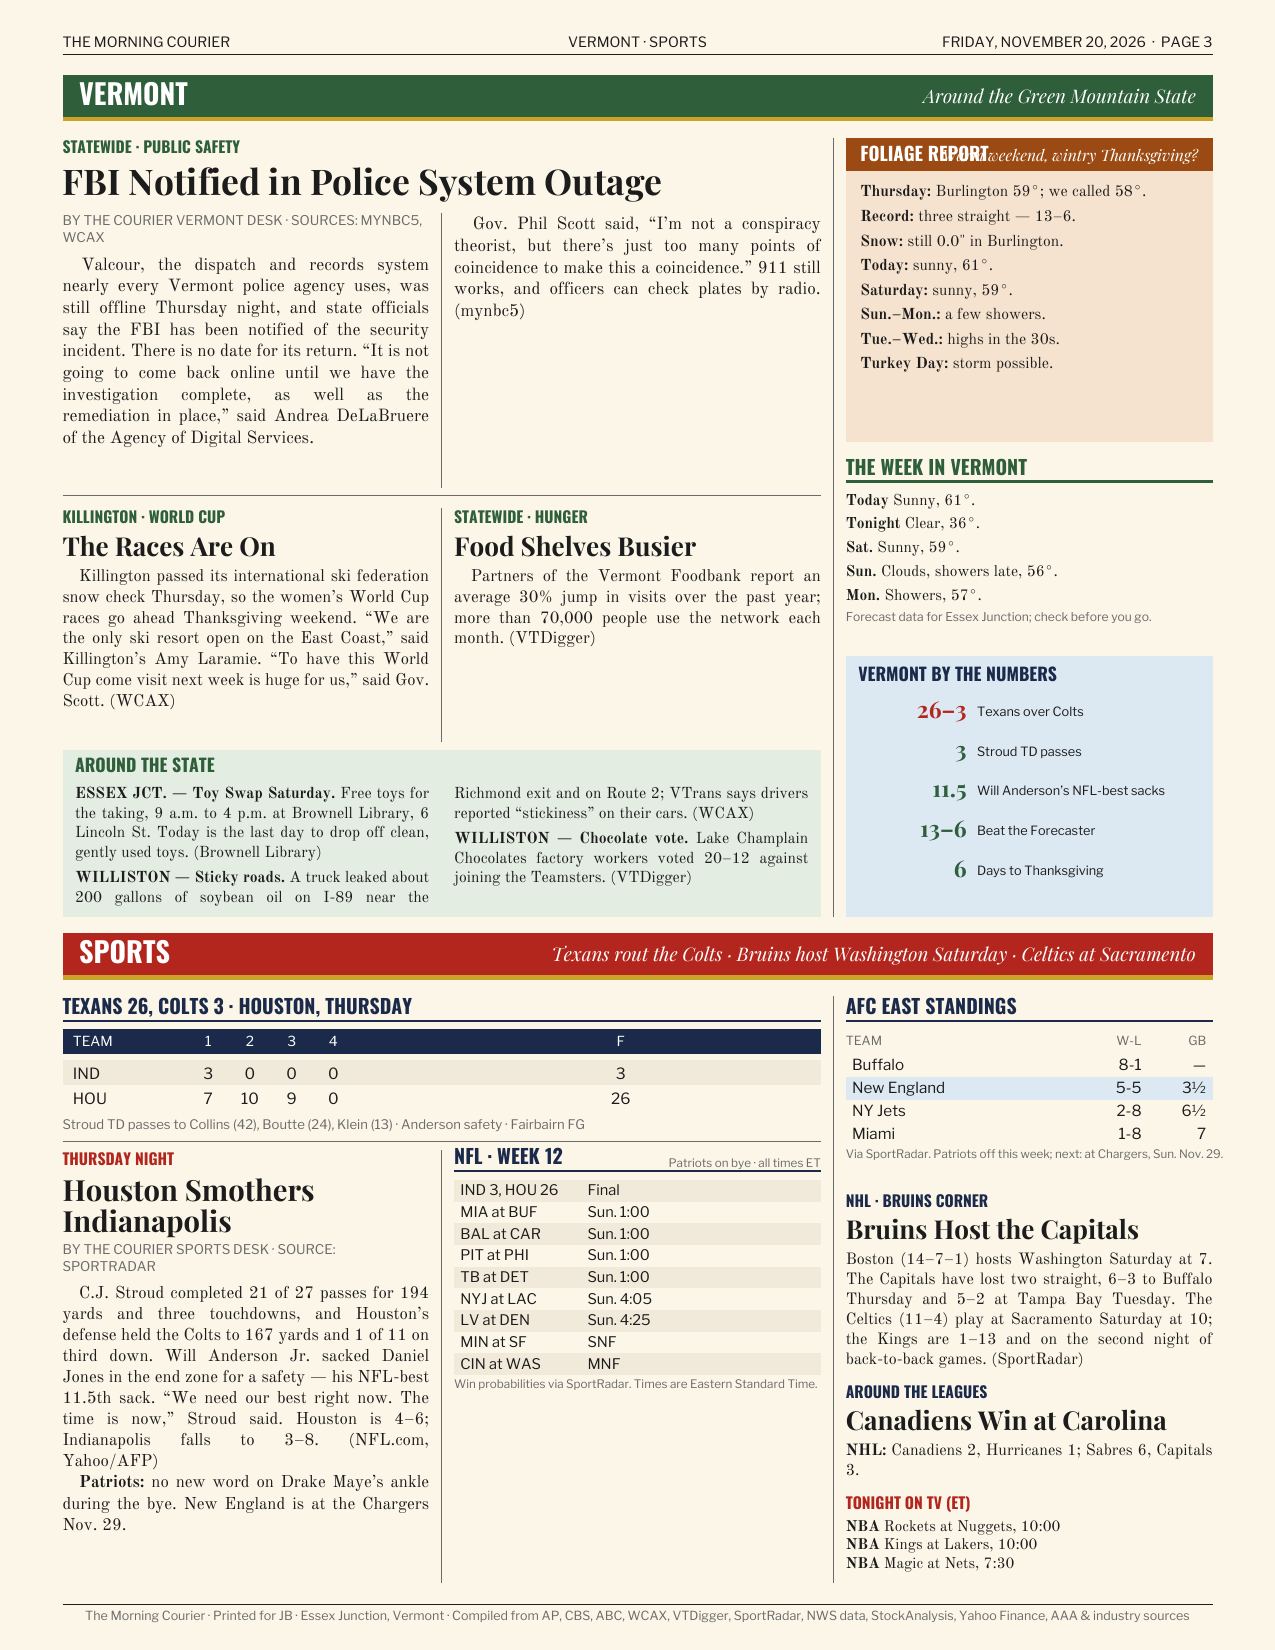 THE MORNING COURIER
VERMONT · SPORTS
FRIDAY, NOVEMBER 20, 2026 · PAGE 3
VERMONT
Around the Green Mountain State
STATEWIDE · PUBLIC SAFETY
FBI Notified in Police System Outage
BY THE COURIER VERMONT DESK · SOURCES: MYNBC5,
WCAX
Valcour, the dispatch and records system
nearly every Vermont police agency uses, was
still offline Thursday night, and state officials
say the FBI has been notified of the security
incident. There is no date for its return. “It is not
going to come back online until we have the
investigation complete, as well as the
remediation in place,” said Andrea DeLaBruere
of the Agency of Digital Services.
Gov. Phil Scott said, “I’m not a conspiracy
theorist, but there’s just too many points of
coincidence to make this a coincidence.” 911 still
works, and officers can check plates by radio.
(mynbc5)
KILLINGTON · WORLD CUP
The Races Are On
Killington passed its international ski federation
snow check Thursday, so the women’s World Cup
races go ahead Thanksgiving weekend. “We are
the only ski resort open on the East Coast,” said
Killington’s Amy Laramie. “To have this World
Cup come visit next week is huge for us,” said Gov.
Scott. (WCAX)
STATEWIDE · HUNGER
Food Shelves Busier
Partners of the Vermont Foodbank report an
average 30% jump in visits over the past year;
more than 70,000 people use the network each
month. (VTDigger)
AROUND THE STATE
ESSEX JCT. — Toy Swap Saturday. Free toys for
the taking, 9 a.m. to 4 p.m. at Brownell Library, 6
Lincoln St. Today is the last day to drop off clean,
gently used toys. (Brownell Library)
WILLISTON — Sticky roads. A truck leaked about
200 gallons of soybean oil on I-89 near the
Richmond exit and on Route 2; VTrans says drivers
reported “stickiness” on their cars. (WCAX)
WILLISTON — Chocolate vote. Lake Champlain
Chocolates factory workers voted 20–12 against
joining the Teamsters. (VTDigger)
FOLIAGE REPORT
weekend, wintry Thanksgiving?
Thursday: Burlington 59°; we called 58°.
Record: three straight — 13–6.
Snow: still 0.0" in Burlington.
Today: sunny, 61°.
Saturday: sunny, 59°.
Sun.–Mon.: a few showers.
Tue.–Wed.: highs in the 30s.
Turkey Day: storm possible.
THE WEEK IN VERMONT
Today Sunny, 61°.
Tonight Clear, 36°.
Sat. Sunny, 59°.
Sun. Clouds, showers late, 56°.
Mon. Showers, 57°.
Forecast data for Essex Junction; check before you go.
VERMONT BY THE NUMBERS
26–3 Texans over Colts
3 Stroud TD passes
11.5 Will Anderson’s NFL-best sacks
13–6 Beat the Forecaster
6 Days to Thanksgiving
SPORTS
Texans rout the Colts · Bruins host Washington Saturday · Celtics at Sacramento
TEXANS 26, COLTS 3 · HOUSTON, THURSDAY
TEAM 1 2 3 4 F
IND 3 0 0 0 3
HOU 7 10 9 0 26
Stroud TD passes to Collins (42), Boutte (24), Klein (13) · Anderson safety · Fairbairn FG
THURSDAY NIGHT
Houston Smothers
Indianapolis
BY THE COURIER SPORTS DESK · SOURCE:
SPORTRADAR
C.J. Stroud completed 21 of 27 passes for 194
yards and three touchdowns, and Houston’s
defense held the Colts to 167 yards and 1 of 11 on
third down. Will Anderson Jr. sacked Daniel
Jones in the end zone for a safety — his NFL-best
11.5th sack. “We need our best right now. The
time is now,” Stroud said. Houston is 4–6;
Indianapolis falls to 3–8. (NFL.com,
Yahoo/AFP)
Patriots: no new word on Drake Maye’s ankle
during the bye. New England is at the Chargers
Nov. 29.
NFL · WEEK 12
Patriots on bye · all times ET
IND 3, HOU 26 Final
MIA at BUF Sun. 1:00
BAL at CAR Sun. 1:00
PIT at PHI Sun. 1:00
TB at DET Sun. 1:00
NYJ at LAC Sun. 4:05
LV at DEN Sun. 4:25
MIN at SF SNF
CIN at WAS MNF
Win probabilities via SportRadar. Times are Eastern Standard Time.
AFC EAST STANDINGS
TEAM W-L GB
Buffalo 8-1 —
New England 5-5 3½
NY Jets 2-8 6½
Miami 1-8 7
Via SportRadar. Patriots off this week; next: at Chargers, Sun. Nov. 29.
NHL · BRUINS CORNER
Bruins Host the Capitals
Boston (14–7–1) hosts Washington Saturday at 7.
The Capitals have lost two straight, 6–3 to Buffalo
Thursday and 5–2 at Tampa Bay Tuesday. The
Celtics (11–4) play at Sacramento Saturday at 10;
the Kings are 1–13 and on the second night of
back-to-back games. (SportRadar)
AROUND THE LEAGUES
Canadiens Win at Carolina
NHL: Canadiens 2, Hurricanes 1; Sabres 6, Capitals
3.
TONIGHT ON TV (ET)
NBA Rockets at Nuggets, 10:00
NBA Kings at Lakers, 10:00
NBA Magic at Nets, 7:30
The Morning Courier · Printed for JB · Essex Junction, Vermont · Compiled from AP, CBS, ABC, WCAX, VTDigger, SportRadar, NWS data, StockAnalysis, Yahoo Finance, AAA & industry sources